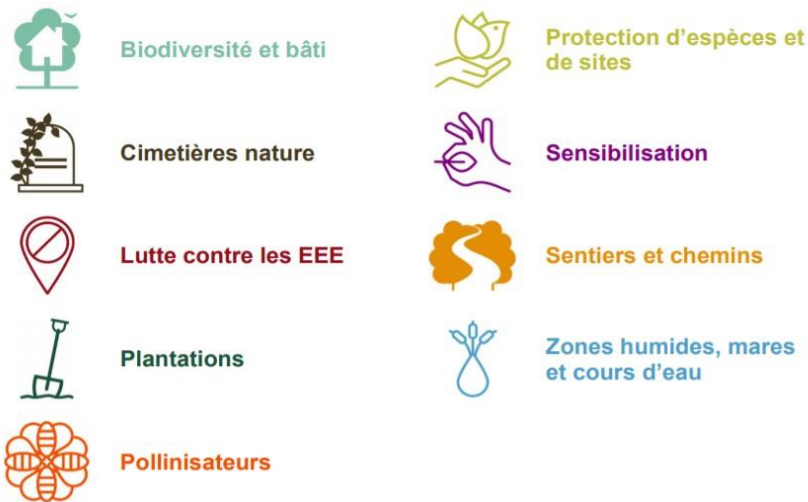 Biodiversité et bâti
Cimetières nature
Lutte contre les EEE
Plantations
Pollinisateurs
Protection d'espèces et
de sites
Sensibilisation
Sentiers et chemins
Zones humides, mares
et cours d'eau